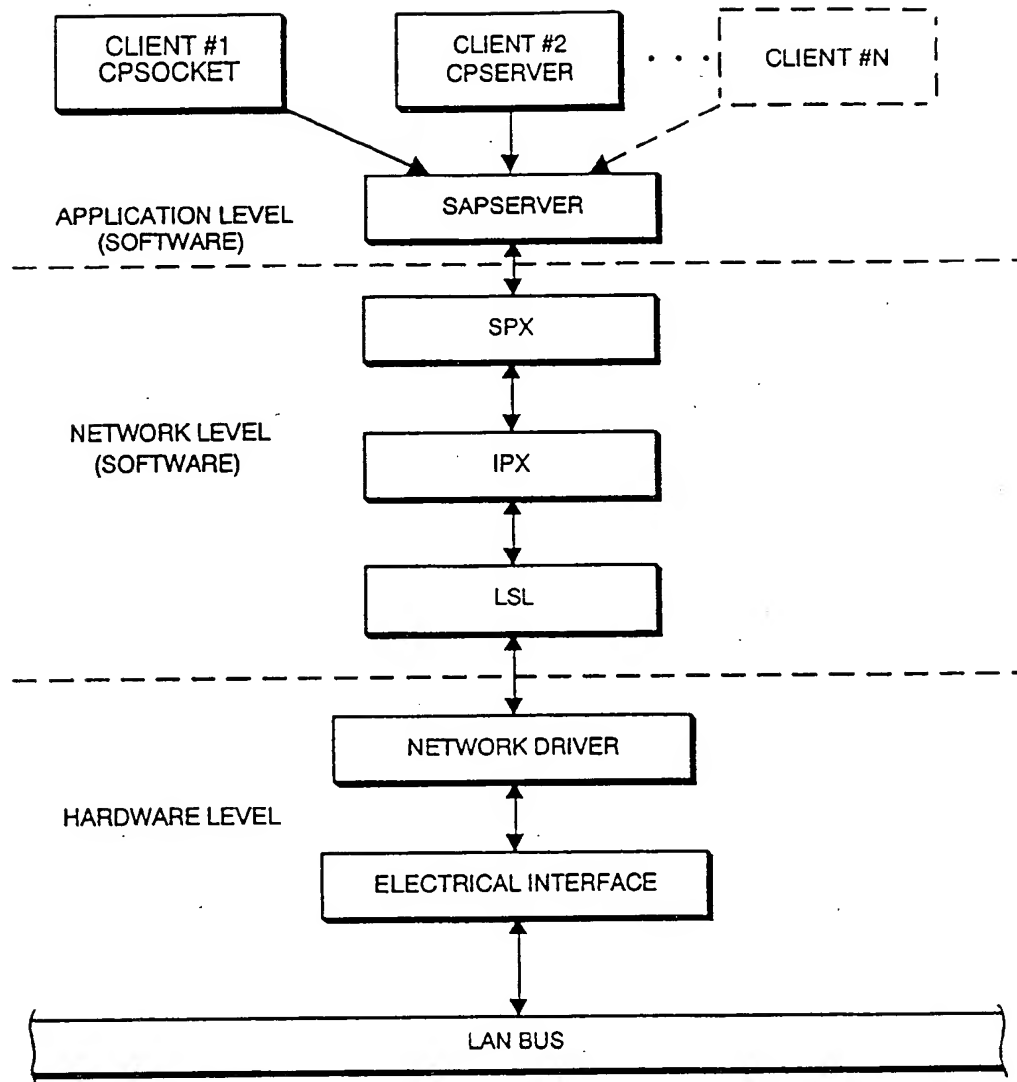 CLIENT #1
CPSOCKET
CLIENT #2
CPSERVER
. . .
CLIENT #N
SAPSERVER
APPLICATION LEVEL
(SOFTWARE)
SPX
NETWORK LEVEL
(SOFTWARE)
IPX
LSL
NETWORK DRIVER
HARDWARE LEVEL
ELECTRICAL INTERFACE
LAN BUS